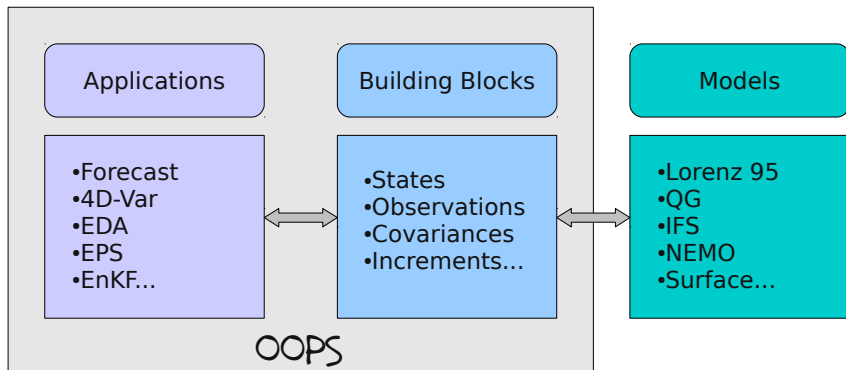 Applications
Building Blocks
Models
•Forecast
•4D-Var
•EDA
•EPS
•EnKF...
•States
•Observations
•Covariances
•Increments...
•Lorenz 95
•QG
•IFS
•NEMO
•Surface...
OOPS